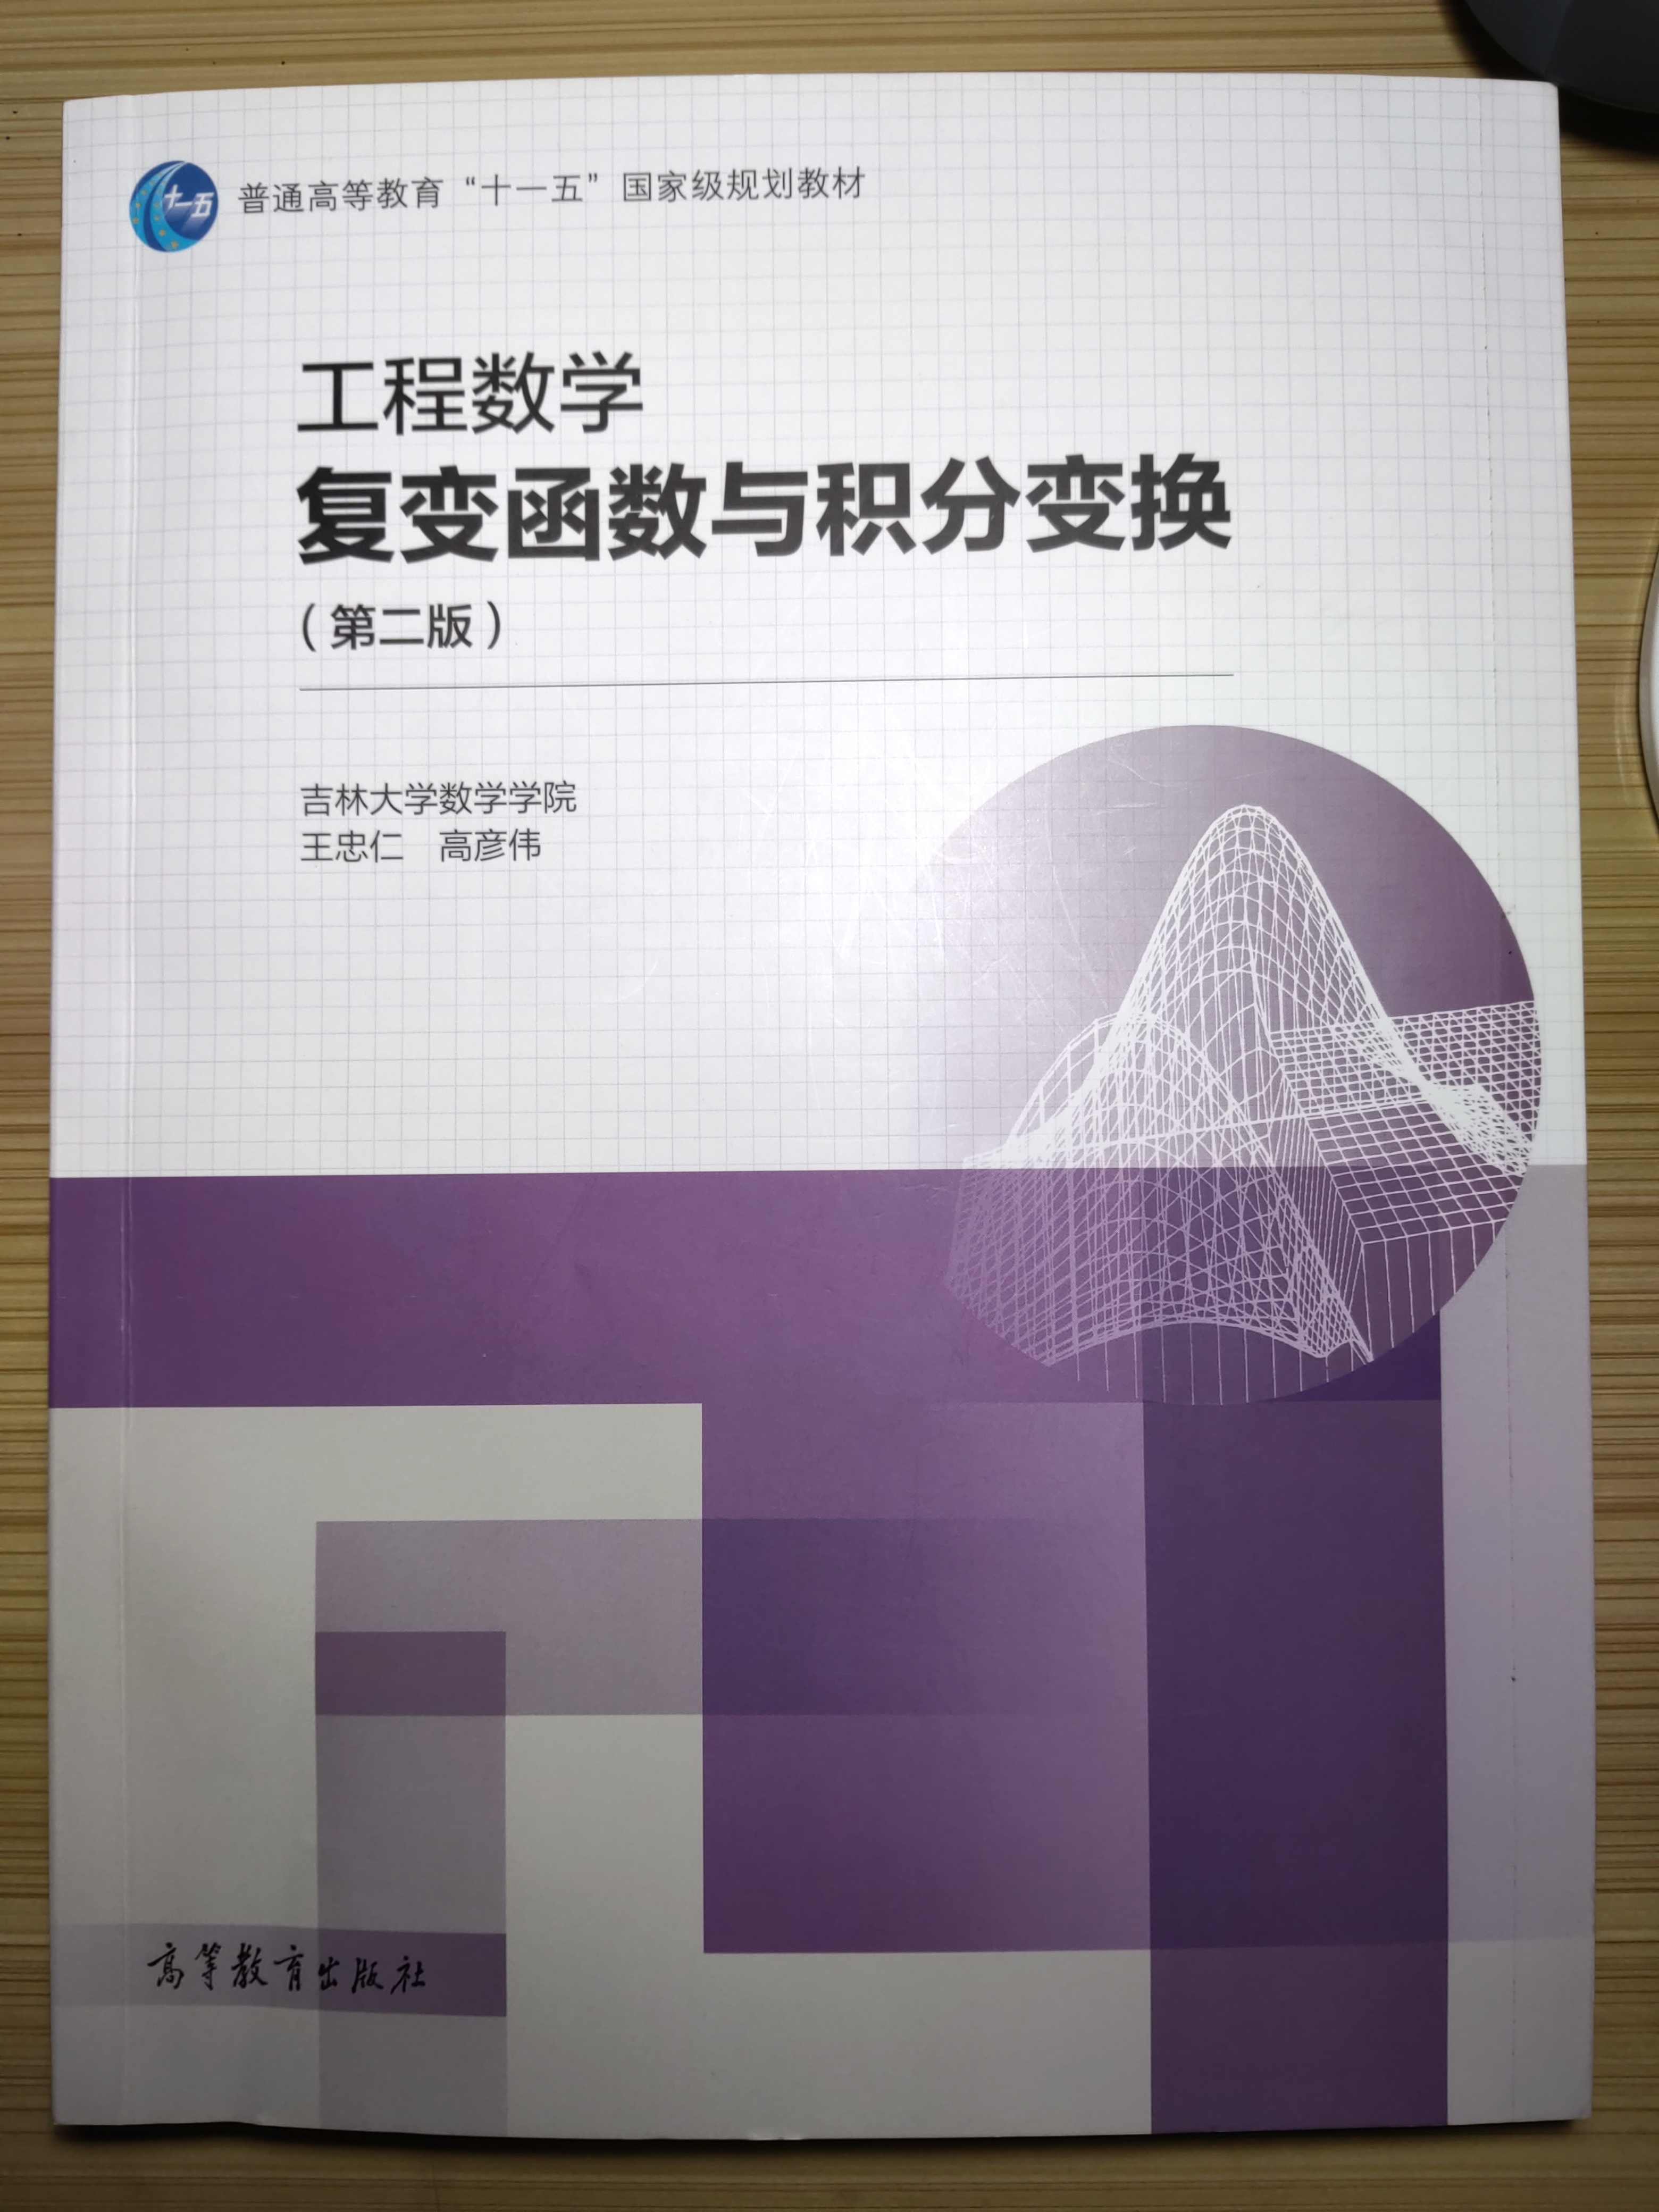 十一五
普通高等教育“十一五”国家级规划教材
工程数学
复变函数与积分变换
（第二版）
吉林大学数学学院
王忠仁 高彦伟
高等教育出版社